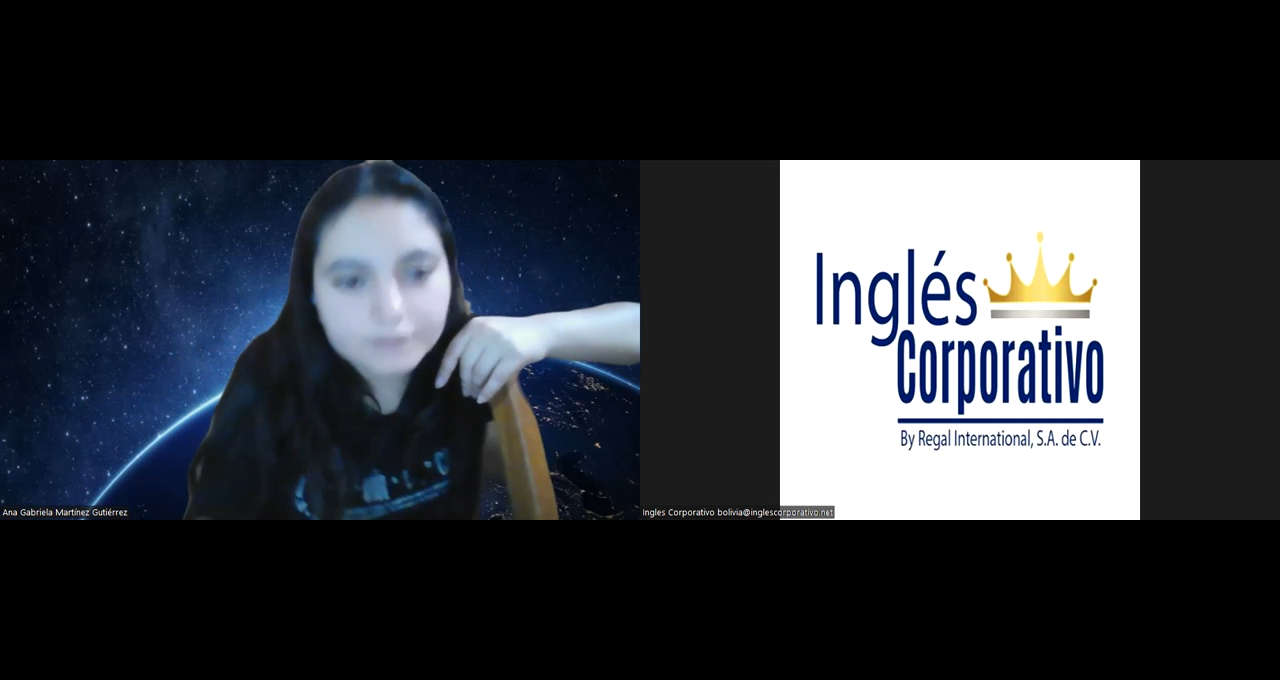 Inglés
Corporativo
By Regal International, S.A. de C.V.
Ana Gabriela Martínez Gutiérrez
Ingles Corporativo bolivia@inglescorporativo.net